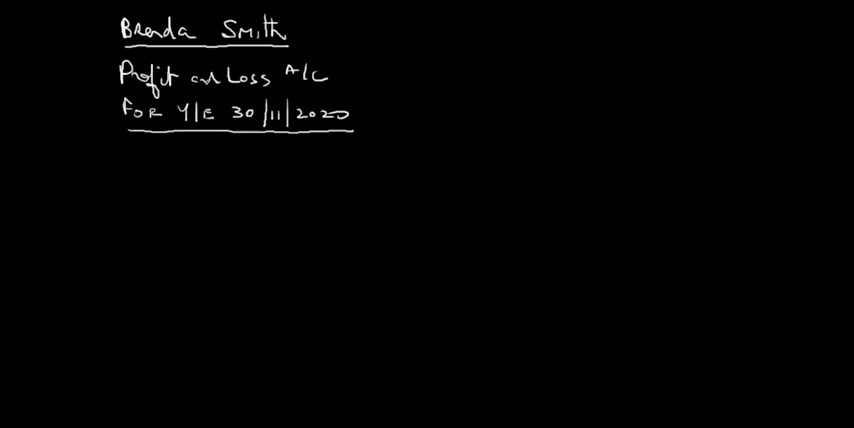 Brenda Smith
Profit and Loss A/C
For Y/E 30/11/2020